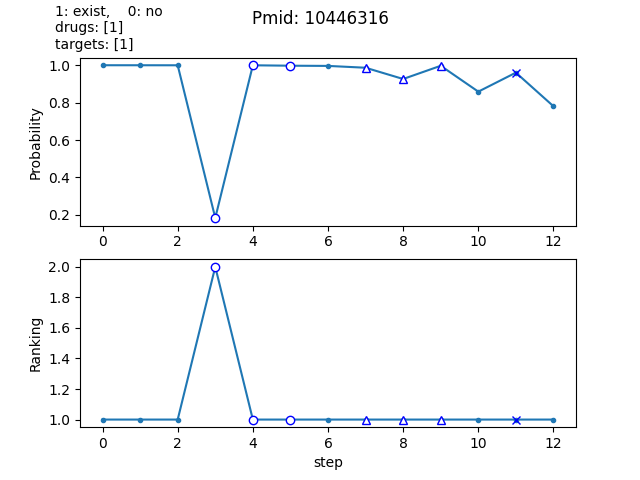 1: exist,    0: no
drugs: [1]
targets: [1]
Pmid: 10446316
Probability
1.0
0.8
0.6
0.4
0.2
0 2 4 6 8 10 12
Ranking
2.0
1.8
1.6
1.4
1.2
1.0
0 2 4 6 8 10 12
step